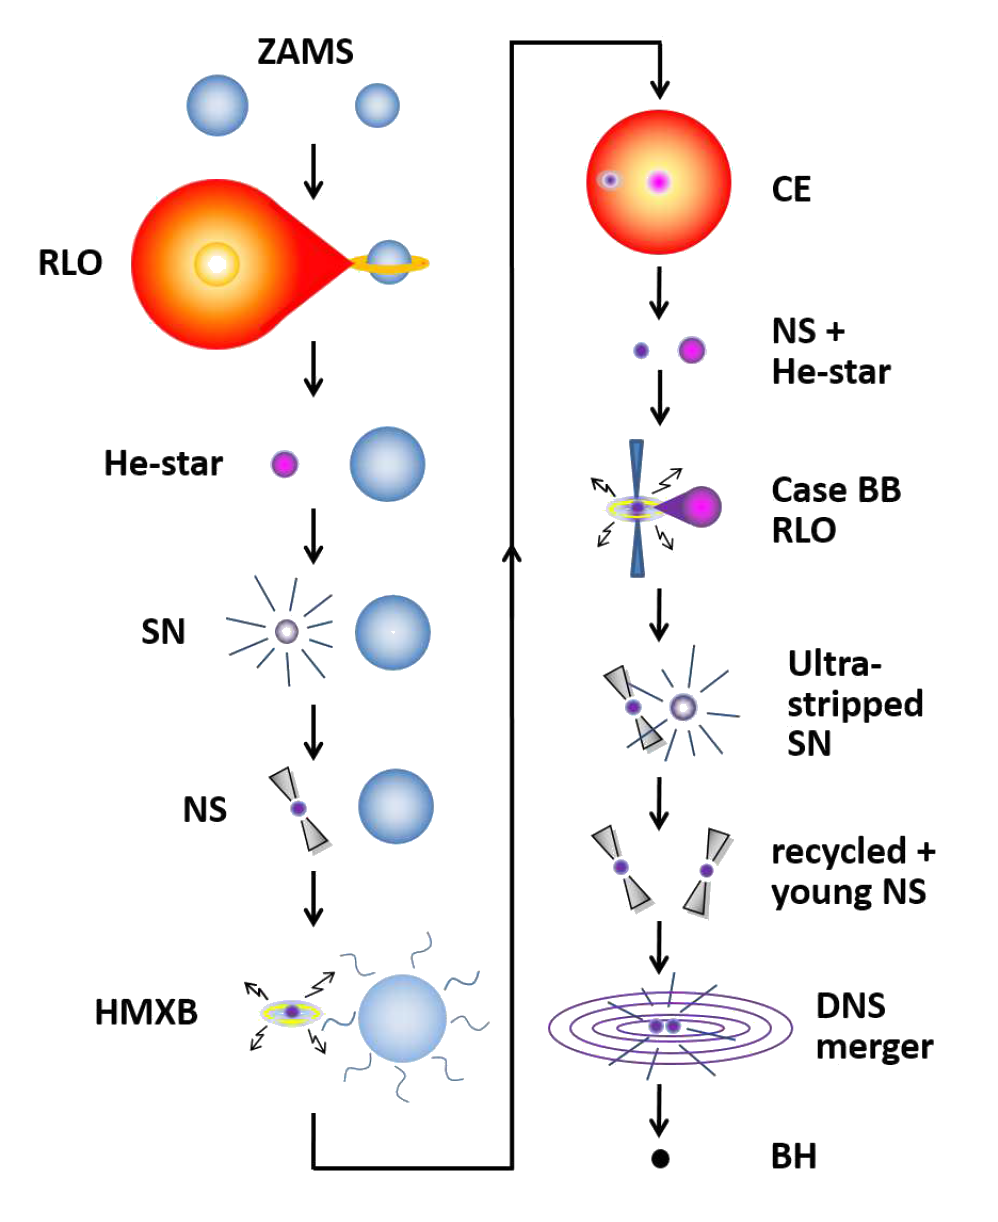 ZAMS
RLO
He-star
SN
NS
HMXB
CE
NS +
He-star
Case BB
RLO
Ultra-
stripped
SN
recycled +
young NS
DNS
merger
BH